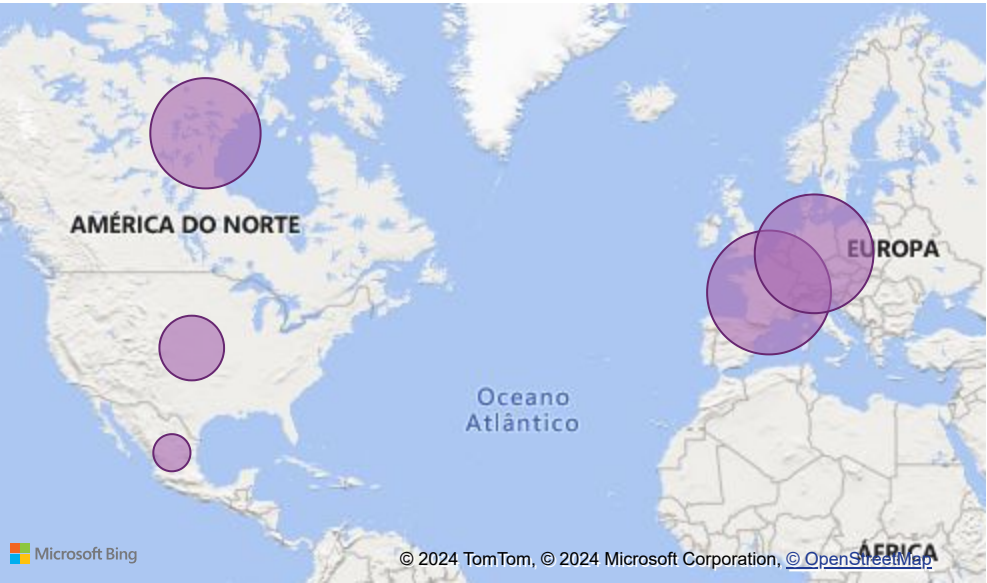 AMÉRICA DO NORTE
EUROPA
Oceano
Atlântico
ÁFRICA
Microsoft Bing
© 2024 TomTom, © 2024 Microsoft Corporation, © OpenStreetMap